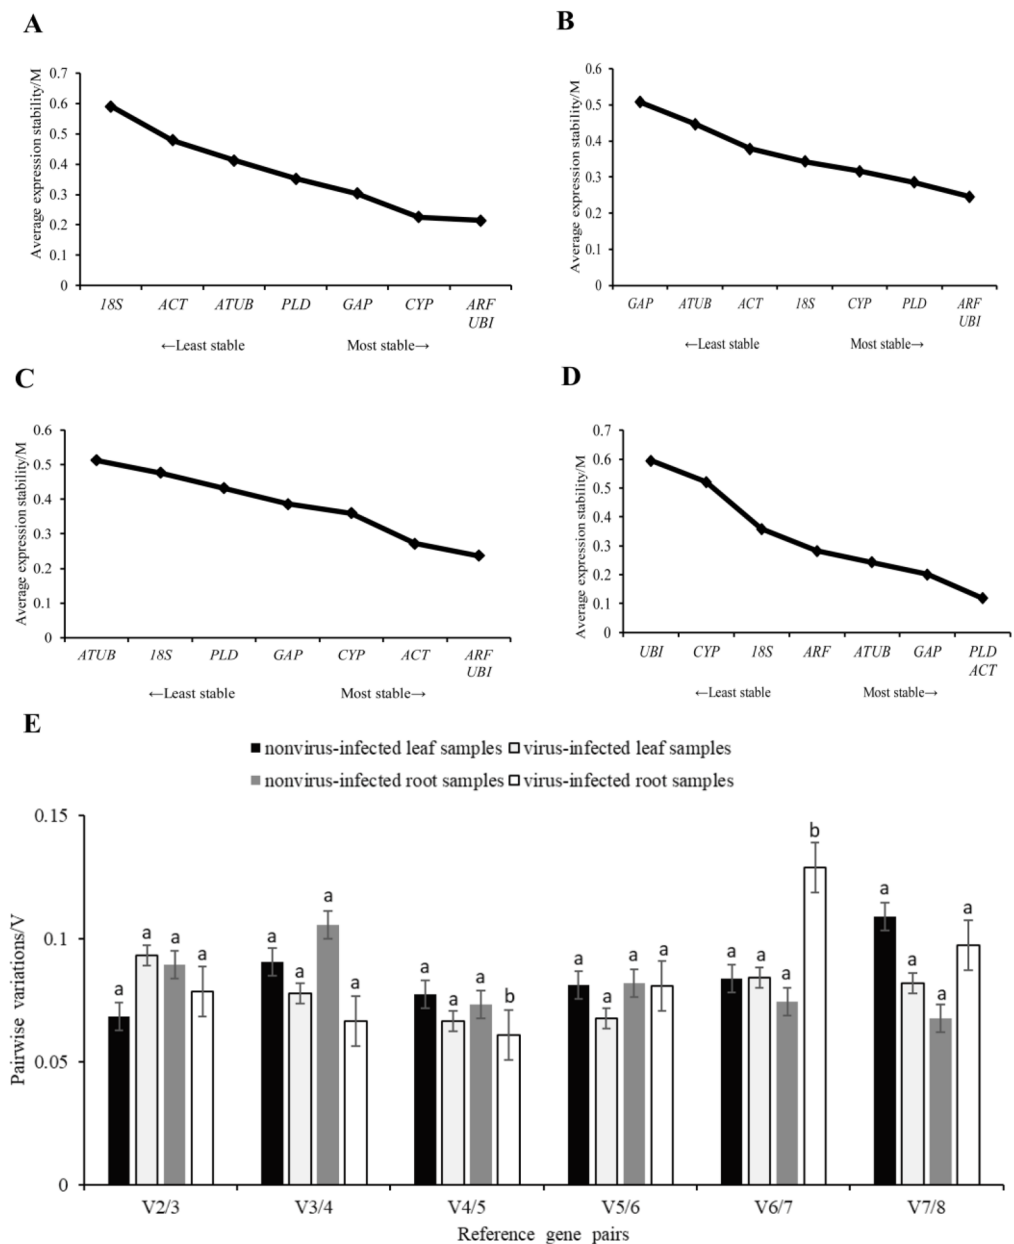 A
Average expression stability/M
0.7
0.6
0.5
0.4
0.3
0.2
0.1
0
18S ACT ATUB PLD GAP CYP ARF
UBI
←Least stable Most stable→
B
Average expression stability/M
0.6
0.5
0.4
0.3
0.2
0.1
0
GAP ATUB ACT 18S CYP PLD ARF
UBI
←Least stable Most stable→
C
Average expression stability/M
0.6
0.5
0.4
0.3
0.2
0.1
0
ATUB 18S PLD GAP CYP ACT ARF
UBI
←Least stable Most stable→
D
Average expression stability/M
0.7
0.6
0.5
0.4
0.3
0.2
0.1
0
UBI CYP 18S ARF ATUB GAP PLD
ACT
←Least stable Most stable→
E
nonvirus-infected leaf samples virus-infected leaf samples
nonvirus-infected root samples virus-infected root samples
Pairwise variations/V
0.15
0.1
0.05
0
a a a a
a a a a
a a a b
a a a a
a a a b
a a a a
V2/3 V3/4 V4/5 V5/6 V6/7 V7/8
Reference gene pairs